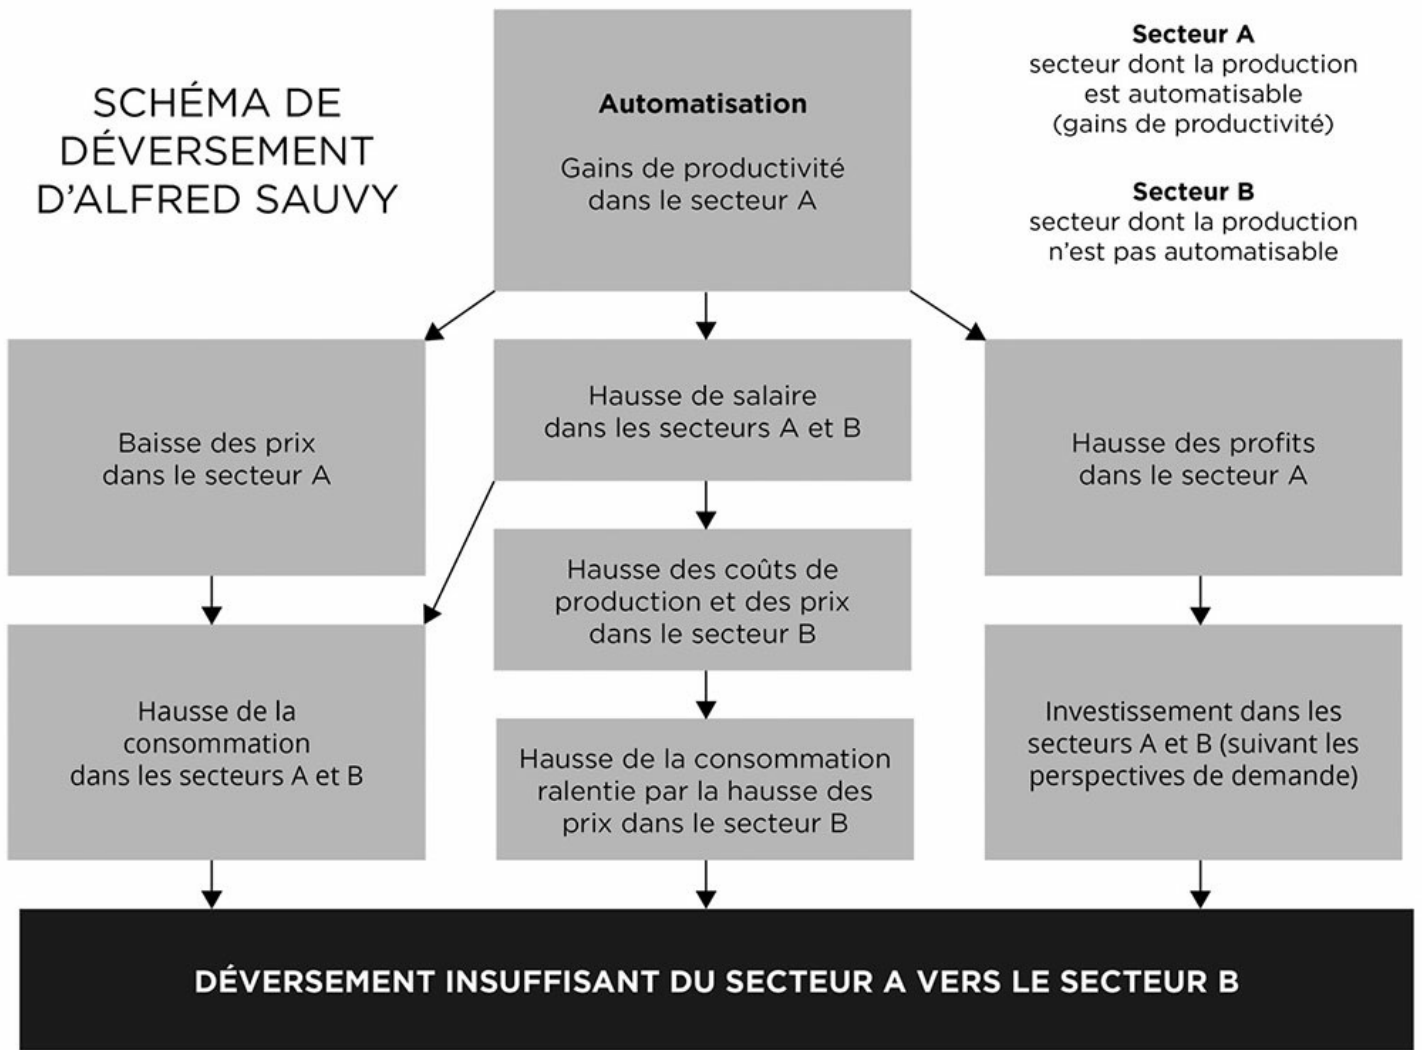 SCHÉMA DE
DÉVERSEMENT
D’ALFRED SAUVY
Automatisation
Gains de productivité
dans le secteur A
Secteur A
secteur dont la production
est automatisable
(gains de productivité)
Secteur B
secteur dont la production
n’est pas automatisable
Baisse des prix
dans le secteur A
Hausse de salaire
dans les secteurs A et B
Hausse des profits
dans le secteur A
Hausse des coûts de
production et des prix
dans le secteur B
Hausse de la
consommation
dans les secteurs A et B
Hausse de la consommation
ralentie par la hausse des
prix dans le secteur B
Investissement dans les
secteurs A et B (suivant les
perspectives de demande)
DÉVERSEMENT INSUFFISANT DU SECTEUR A VERS LE SECTEUR B